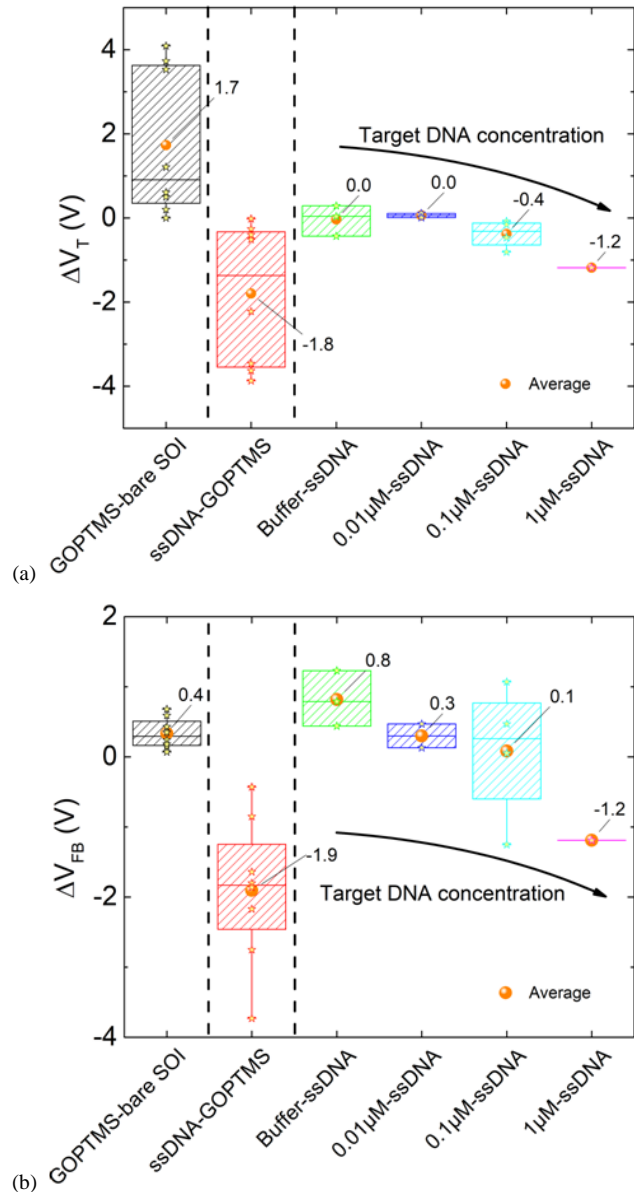 4
2
0
-2
-4
ΔV_T (V)
1.7
-1.8
0.0
0.0
-0.4
-1.2
Target DNA concentration
Average
GOPTMS-bare SOI
ssDNA-GOPTMS
Buffer-ssDNA
0.01μM-ssDNA
0.1μM-ssDNA
1μM-ssDNA
(a)
2
0
-2
-4
ΔV_FB (V)
0.4
-1.9
0.8
0.3
0.1
-1.2
Target DNA concentration
Average
GOPTMS-bare SOI
ssDNA-GOPTMS
Buffer-ssDNA
0.01μM-ssDNA
0.1μM-ssDNA
1μM-ssDNA
(b)